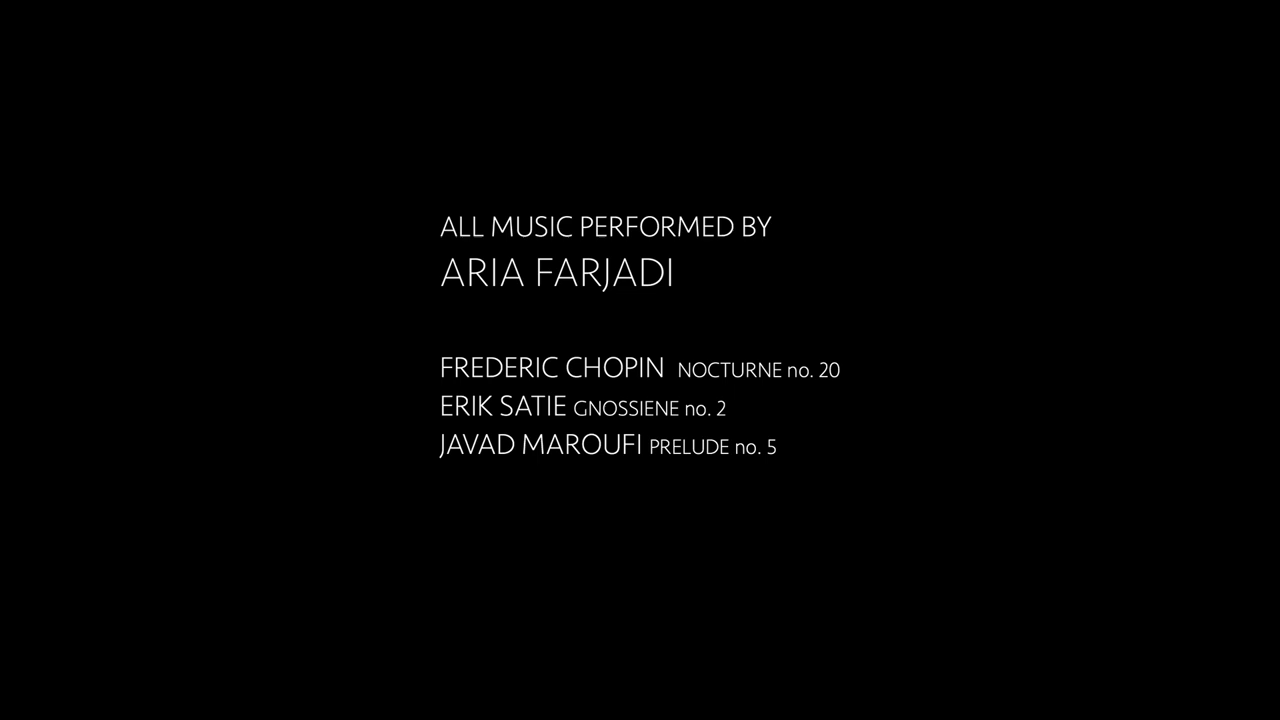 ALL MUSIC PERFORMED BY
ARIA FARJADI
FREDERIC CHOPIN NOCTURNE no. 20
ERIK SATIE GNOSSIENE no. 2
JAVAD MAROUFI PRELUDE no. 5